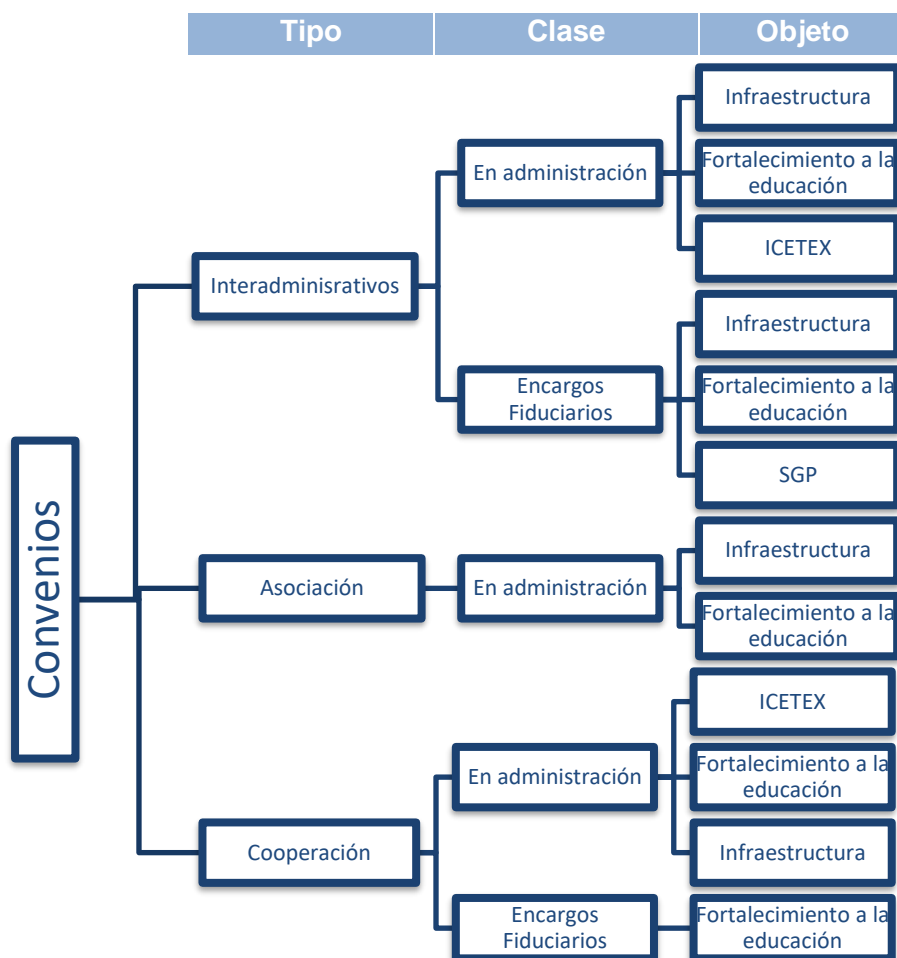 Tipo Clase Objeto
Convenios
Interadminisrativos
En administración
Infraestructura
Fortalecimiento a la
educación
ICETEX
Encargos
Fiduciarios
Infraestructura
Fortalecimiento a la
educación
SGP
Asociación
En administración
Infraestructura
Fortalecimiento a la
educación
Cooperación
En administración
ICETEX
Fortalecimiento a la
educación
Infraestructura
Encargos
Fiduciarios
Fortalecimiento a la
educación